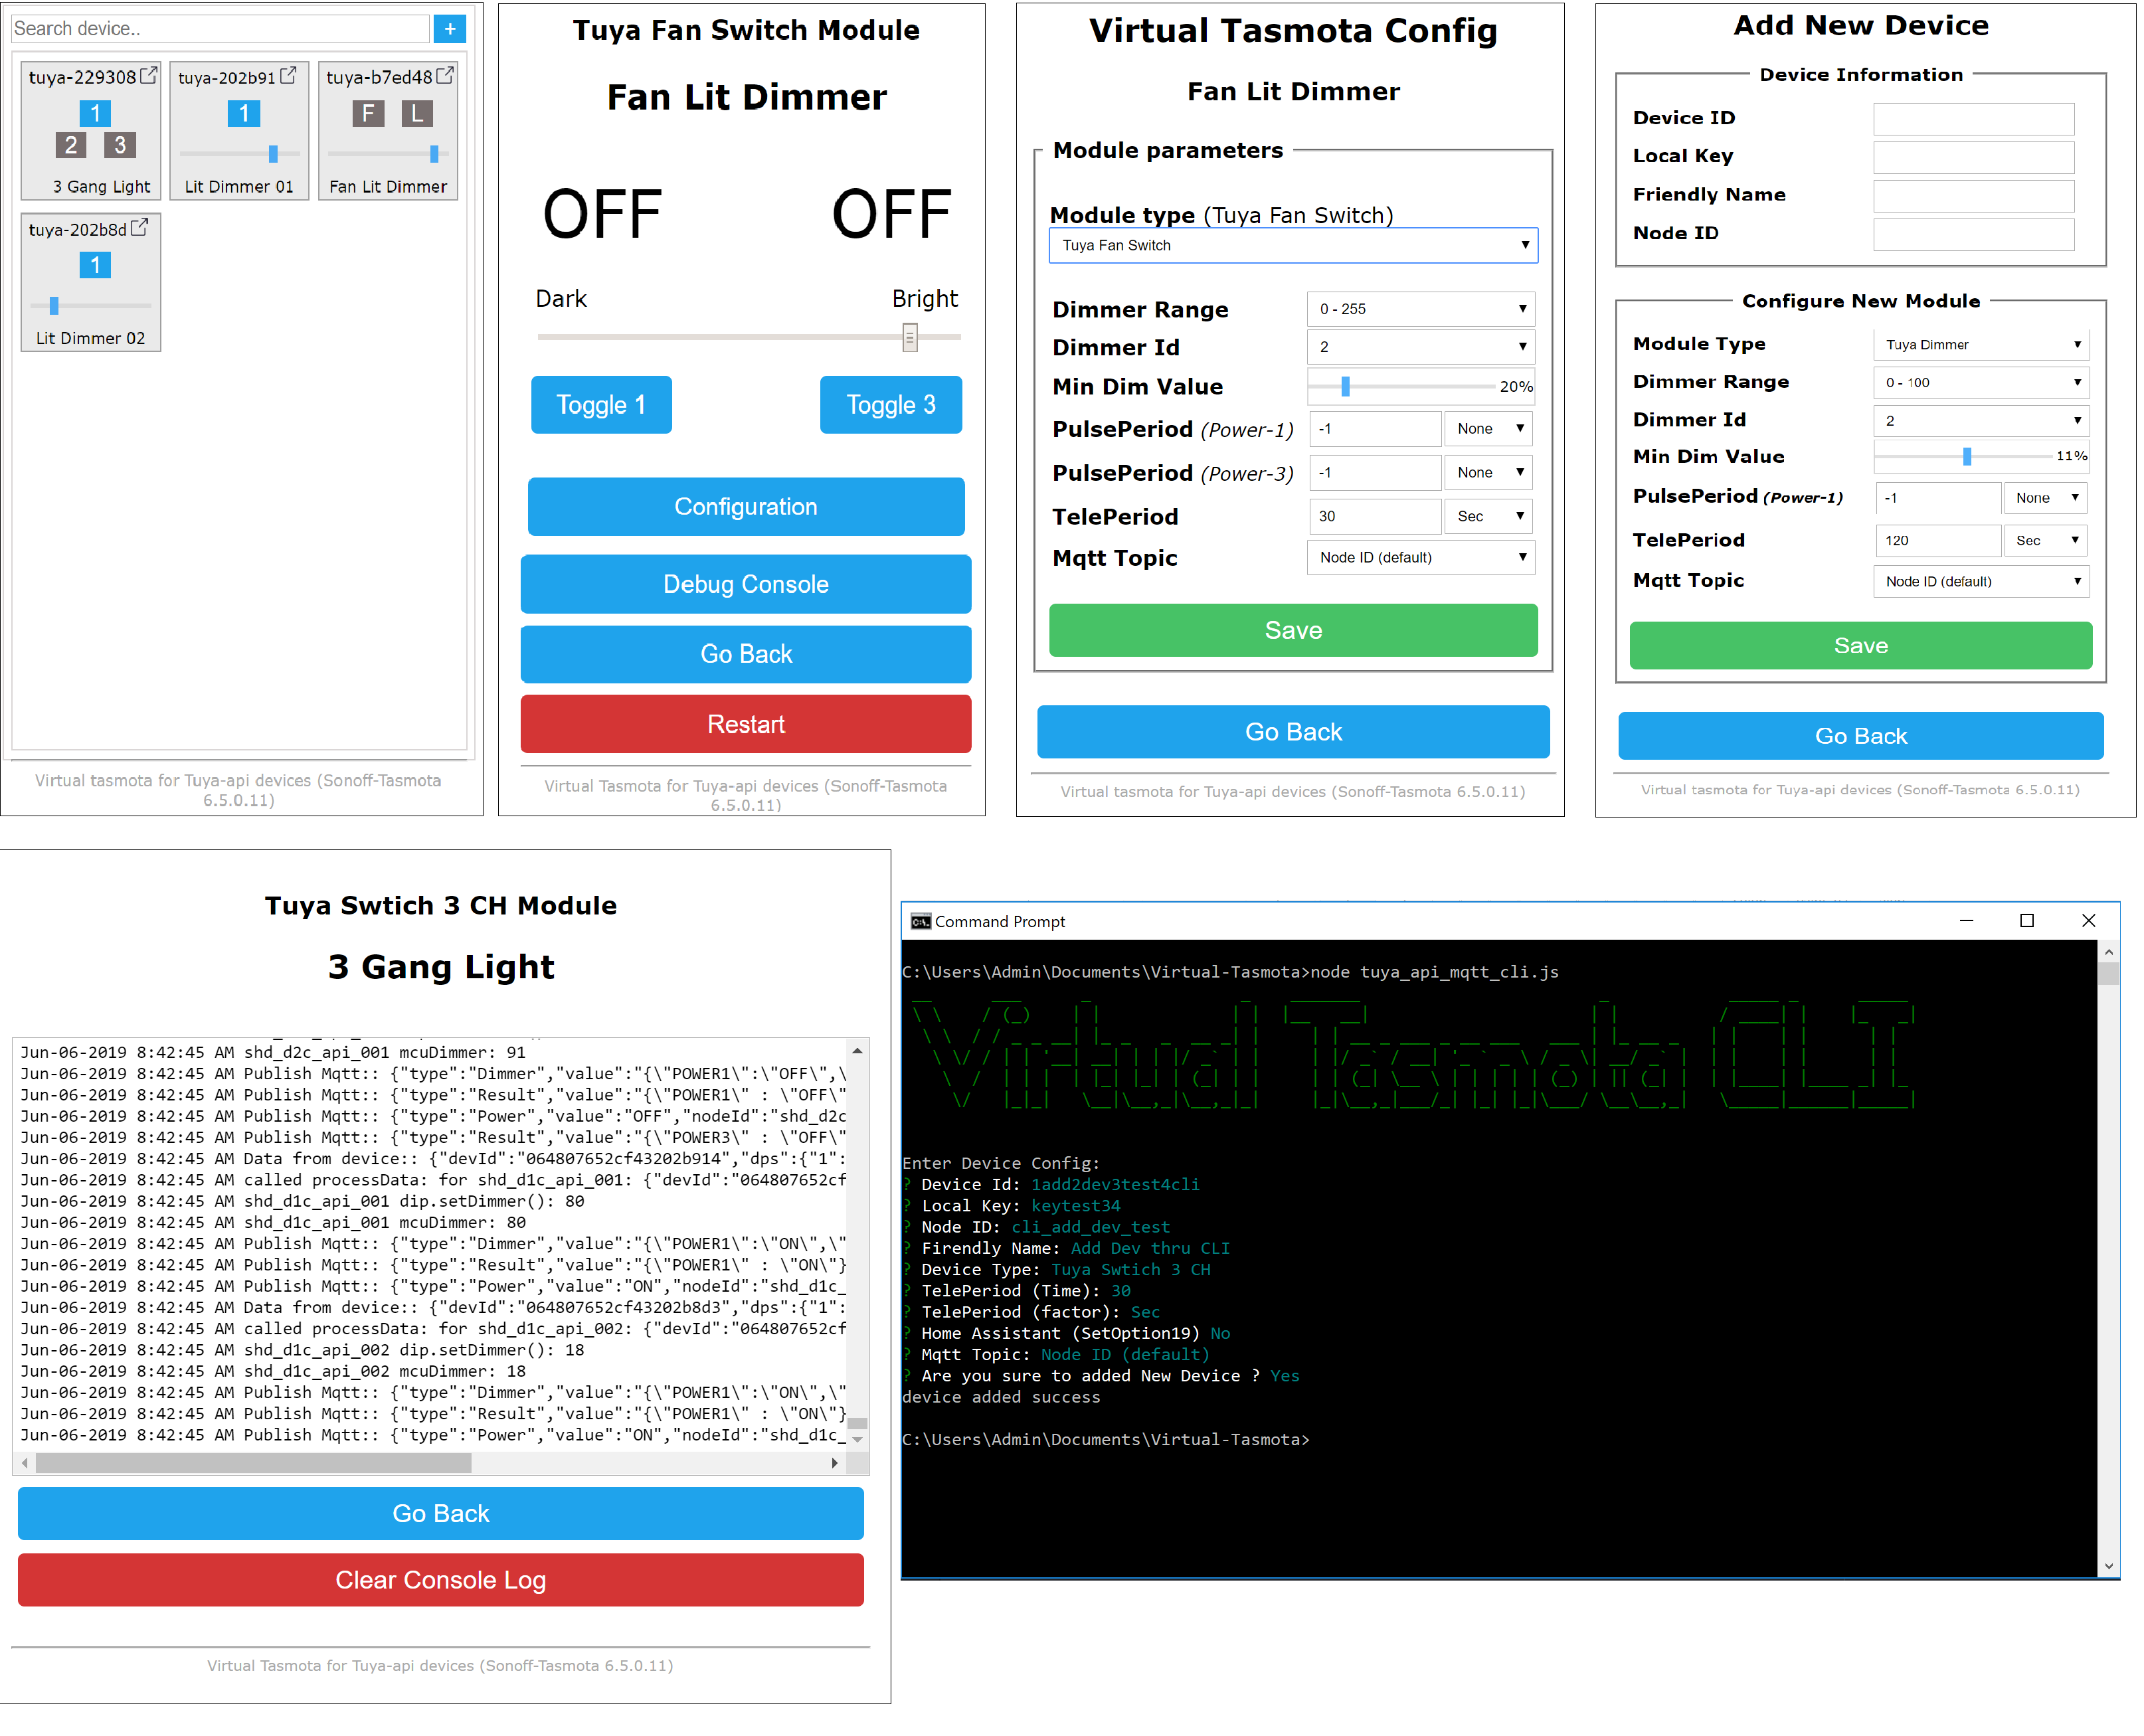 Search device..
+
tuya-229308
1
2 3
3 Gang Light
tuya-202b91
1
Lit Dimmer 01
tuya-b7ed48
F L
Fan Lit Dimmer
tuya-202b8d
1
Lit Dimmer 02
Virtual tasmota for Tuya-api devices (Sonoff-Tasmota
6.5.0.11)
Tuya Fan Switch Module
Fan Lit Dimmer
OFF OFF
Dark Bright
Toggle 1 Toggle 3
Configuration
Debug Console
Go Back
Restart
Virtual Tasmota for Tuya-api devices (Sonoff-Tasmota
6.5.0.11)
Virtual Tasmota Config
Fan Lit Dimmer
Module parameters
Module type (Tuya Fan Switch)
Tuya Fan Switch
Dimmer Range 0 - 255
Dimmer Id 2
Min Dim Value 20%
PulsePeriod (Power-1) -1 None
PulsePeriod (Power-3) -1 None
TelePeriod 30 Sec
Mqtt Topic Node ID (default)
Save
Go Back
Virtual tasmota for Tuya-api devices (Sonoff-Tasmota 6.5.0.11)
Add New Device
Device Information
Device ID
Local Key
Friendly Name
Node ID
Configure New Module
Module Type Tuya Dimmer
Dimmer Range 0 - 100
Dimmer Id 2
Min Dim Value 11%
PulsePeriod (Power-1) -1 None
TelePeriod 120 Sec
Mqtt Topic Node ID (default)
Save
Go Back
Virtual tasmota for Tuya-api devices (Sonoff-Tasmota 6.5.0.11)
Tuya Swtich 3 CH Module
3 Gang Light
Jun-06-2019 8:42:45 AM shd_d2c_api_001 mcuDimmer: 91
Jun-06-2019 8:42:45 AM Publish Mqtt:: {"type":"Dimmer","value":"{\"POWER1\":\"OFF\",\
Jun-06-2019 8:42:45 AM Publish Mqtt:: {"type":"Result","value":"{\"POWER1\" : \"OFF\"
Jun-06-2019 8:42:45 AM Publish Mqtt:: {"type":"Power","value":"OFF","nodeId":"shd_d2c
Jun-06-2019 8:42:45 AM Publish Mqtt:: {"type":"Result","value":"{\"POWER3\" : \"OFF\"
Jun-06-2019 8:42:45 AM Data from device:: {"devId":"064807652cf43202b914","dps":{"1":
Jun-06-2019 8:42:45 AM called processData: for shd_d1c_api_001: {"devId":"064807652cf
Jun-06-2019 8:42:45 AM shd_d1c_api_001 dip.setDimmer(): 80
Jun-06-2019 8:42:45 AM shd_d1c_api_001 mcuDimmer: 80
Jun-06-2019 8:42:45 AM Publish Mqtt:: {"type":"Dimmer","value":"{\"POWER1\":\"ON\",\"
Jun-06-2019 8:42:45 AM Publish Mqtt:: {"type":"Result","value":"{\"POWER1\" : \"ON\"}
Jun-06-2019 8:42:45 AM Publish Mqtt:: {"type":"Power","value":"ON","nodeId":"shd_d1c_
Jun-06-2019 8:42:45 AM Data from device:: {"devId":"064807652cf43202b8d3","dps":{"1":
Jun-06-2019 8:42:45 AM called processData: for shd_d1c_api_002: {"devId":"064807652cf
Jun-06-2019 8:42:45 AM shd_d1c_api_002 dip.setDimmer(): 18
Jun-06-2019 8:42:45 AM shd_d1c_api_002 mcuDimmer: 18
Jun-06-2019 8:42:45 AM Publish Mqtt:: {"type":"Dimmer","value":"{\"POWER1\":\"ON\",\"
Jun-06-2019 8:42:45 AM Publish Mqtt:: {"type":"Result","value":"{\"POWER1\" : \"ON\"}
Jun-06-2019 8:42:45 AM Publish Mqtt:: {"type":"Power","value":"ON","nodeId":"shd_d1c_
Go Back
Clear Console Log
Virtual Tasmota for Tuya-api devices (Sonoff-Tasmota 6.5.0.11)
Command Prompt
C:\Users\Admin\Documents\Virtual-Tasmota>node tuya_api_mqtt_cli.js
Virtual Tasmota CLI
Enter Device Config:
? Device Id: 1add2dev3test4cli
? Local Key: keytest34
? Node ID: cli_add_dev_test
? Firendly Name: Add Dev thru CLI
? Device Type: Tuya Swtich 3 CH
? TelePeriod (Time): 30
? TelePeriod (factor): Sec
? Home Assistant (SetOption19) No
? Mqtt Topic: Node ID (default)
? Are you sure to added New Device ? Yes
device added success
C:\Users\Admin\Documents\Virtual-Tasmota>